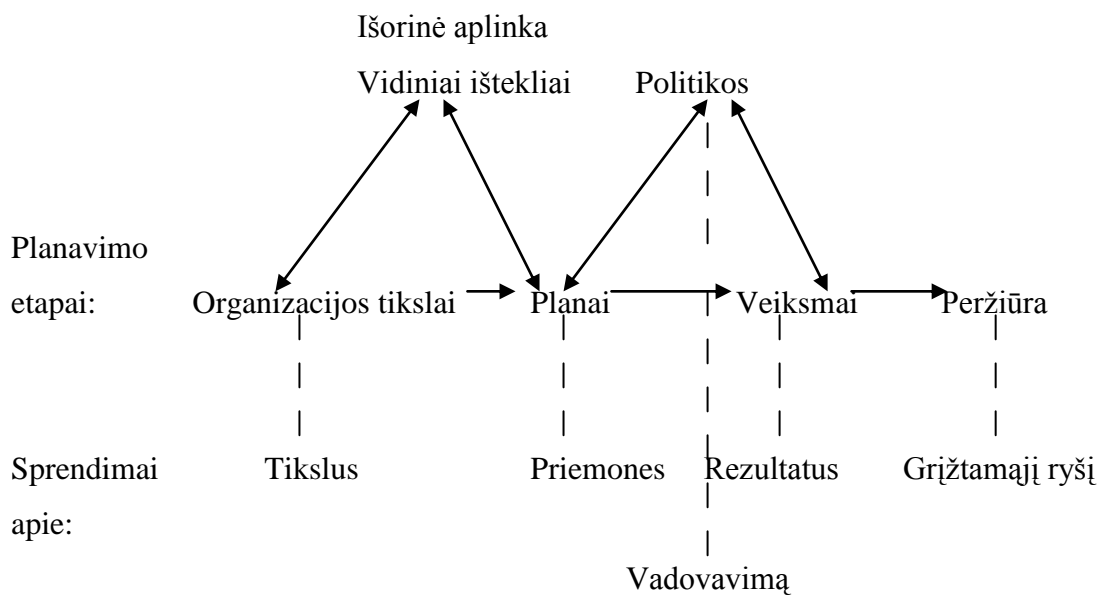 Išorinė aplinka
Vidiniai ištekliai Politikos
Planavimo
etapai: Organizacijos tikslai Planai Veiksmai Peržiūra
Sprendimai Tikslus Priemones Rezultatus Grįžtamąjį ryšį
apie:
Vadovavimą